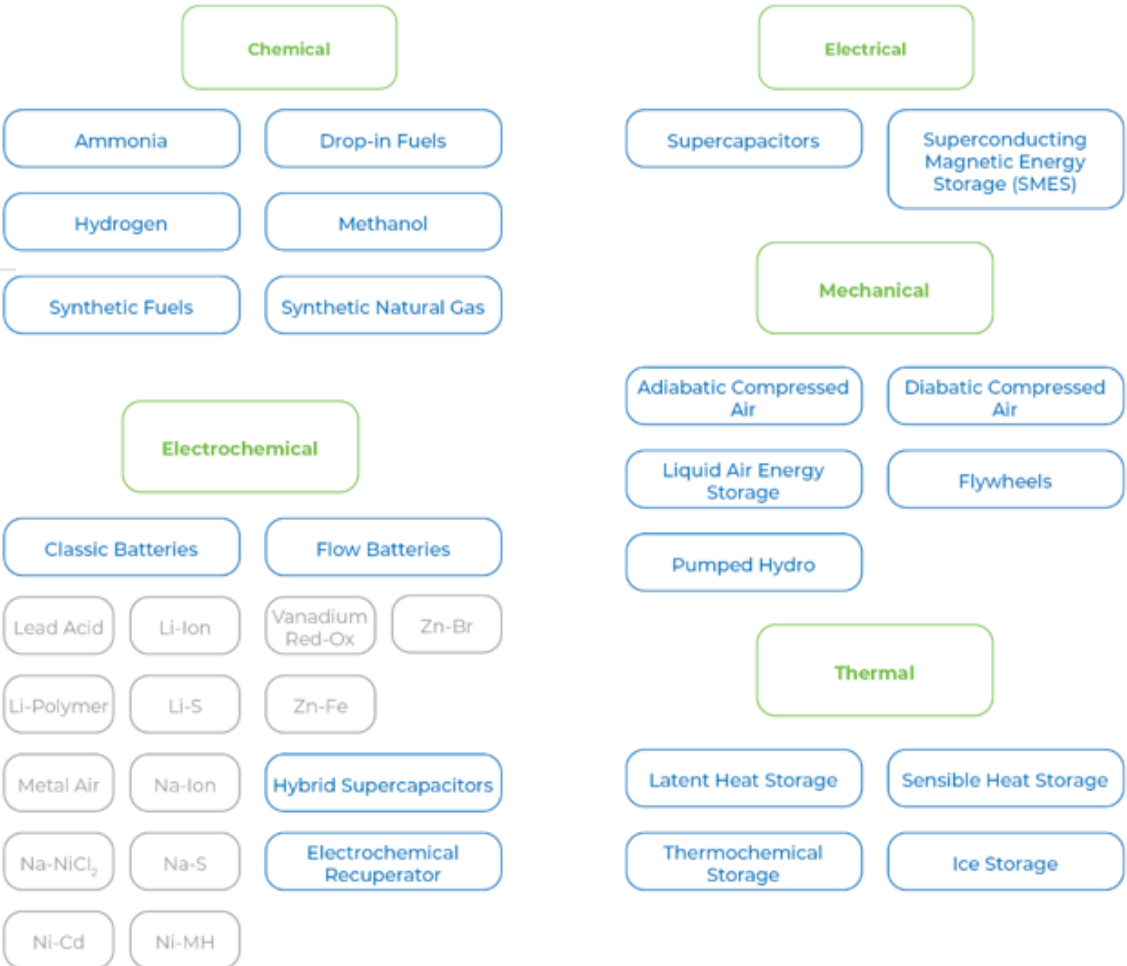 Chemical
Ammonia
Drop-in Fuels
Hydrogen
Methanol
Synthetic Fuels
Synthetic Natural Gas
Electrochemical
Classic Batteries
Flow Batteries
Lead Acid
Li-Ion
Vanadium
Red-Ox
Zn-Br
Li-Polymer
Li-S
Zn-Fe
Metal Air
Na-Ion
Hybrid Supercapacitors
Na-NiCl₂
Na-S
Electrochemical
Recuperator
Ni-Cd
Ni-MH
Electrical
Supercapacitors
Superconducting
Magnetic Energy
Storage (SMES)
Mechanical
Adiabatic Compressed
Air
Diabatic Compressed
Air
Liquid Air Energy
Storage
Flywheels
Pumped Hydro
Thermal
Latent Heat Storage
Sensible Heat Storage
Thermochemical
Storage
Ice Storage